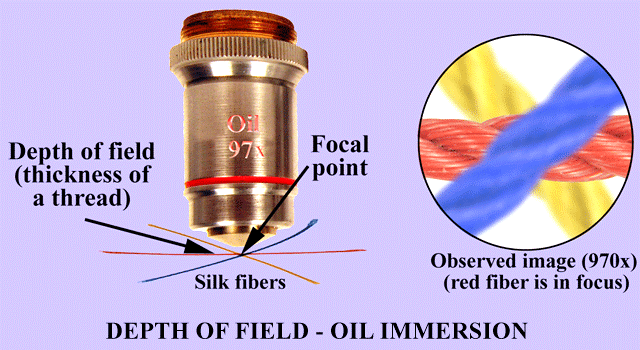 Oil
97x
Depth of field
(thickness of
a thread)
Focal
point
Silk fibers
Observed image (970x)
(red fiber is in focus)
DEPTH OF FIELD - OIL IMMERSION